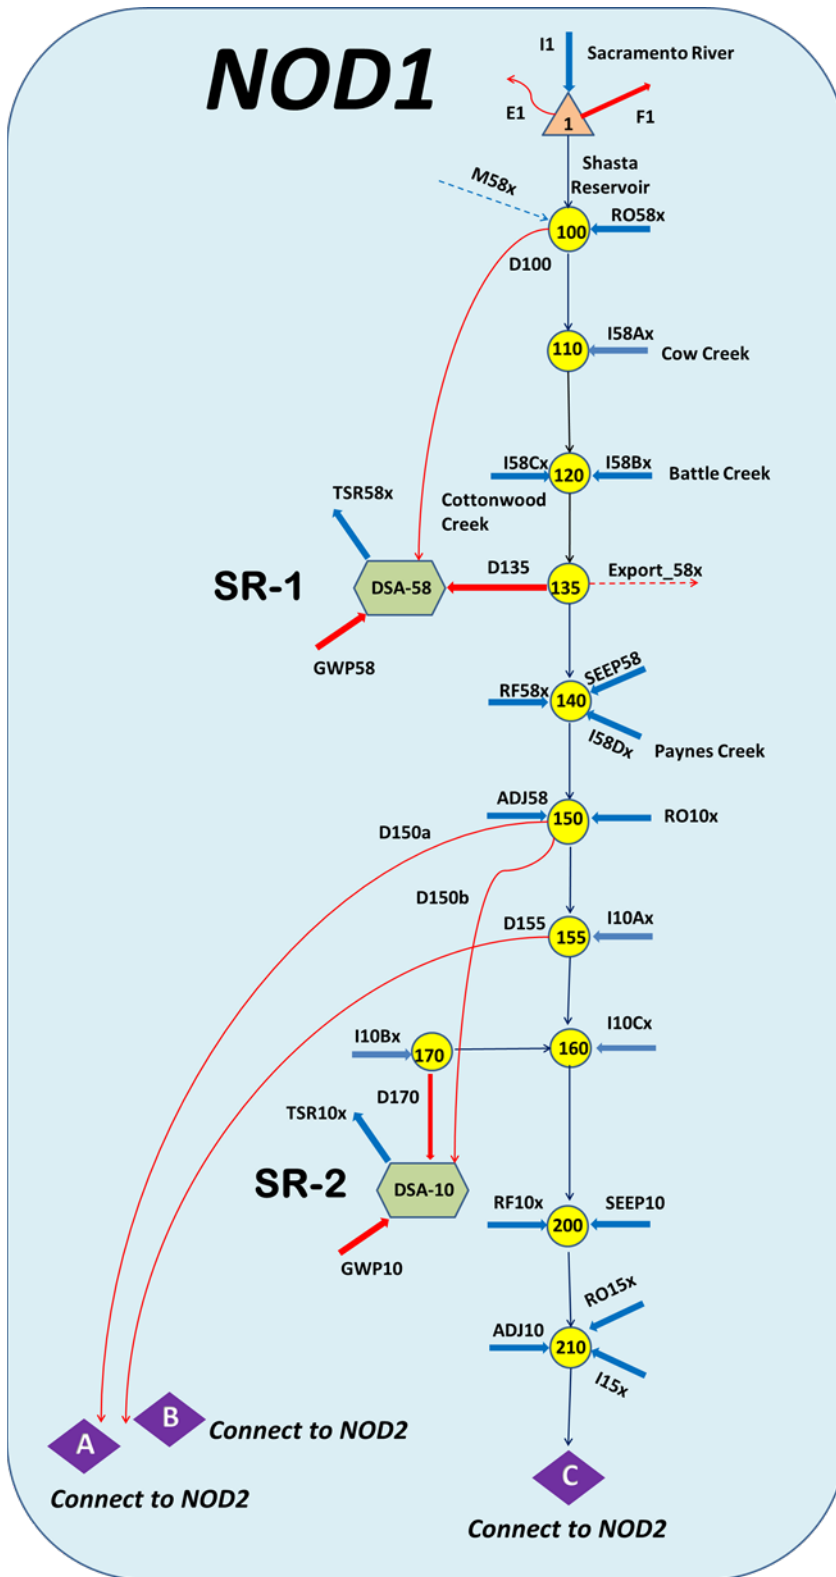 NOD1
I1
Sacramento River
E1
1
F1
Shasta
Reservoir
M58x
100
RO58x
D100
110
I58Ax
Cow Creek
I58Cx
120
I58Bx
Battle Creek
TSR58x
Cottonwood
Creek
SR-1
DSA-58
D135
135
Export_58x
GWP58
RF58x
140
SEEP58
I58Dx
Paynes Creek
ADJ58
150
RO10x
D150a
D150b
D155
155
I10Ax
I10Bx
170
160
I10Cx
D170
TSR10x
SR-2
DSA-10
RF10x
200
SEEP10
GWP10
RO15x
ADJ10
210
I15x
A
B
Connect to NOD2
Connect to NOD2
C
Connect to NOD2